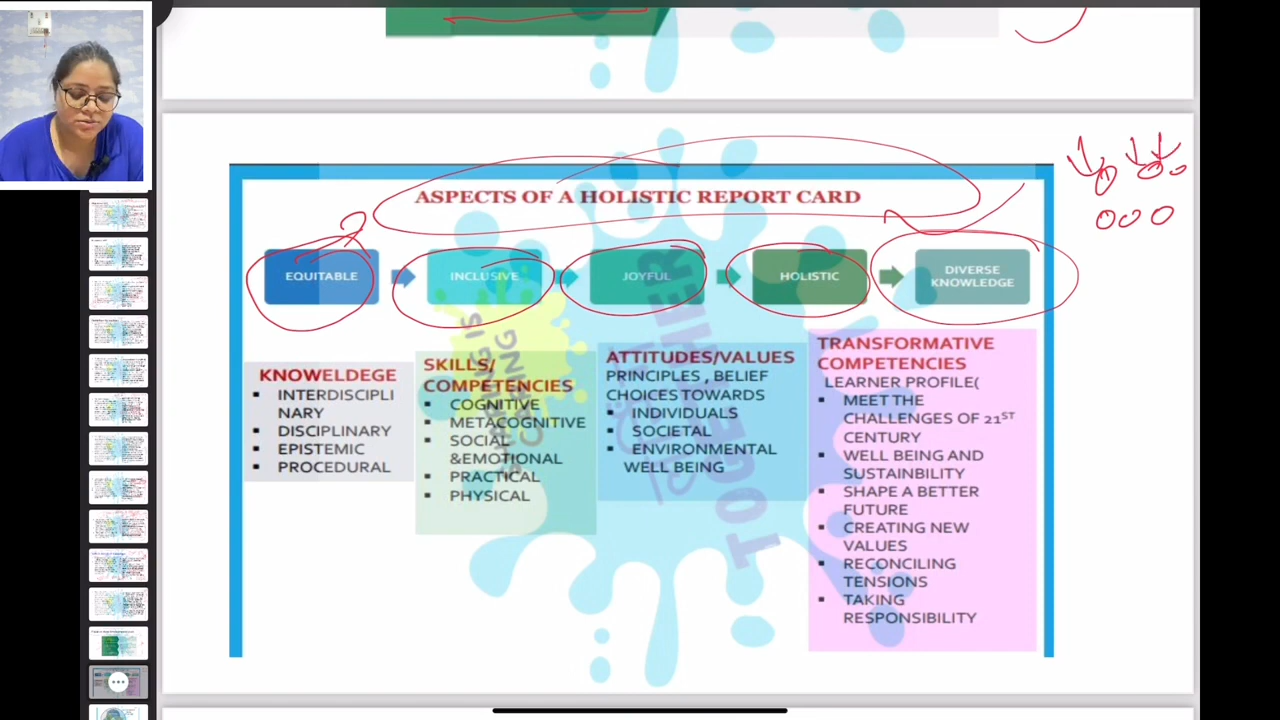 ASPECTS OF A HOLISTIC REPORT CARD
EQUITABLE
INCLUSIVE
JOYFUL
HOLISTIC
DIVERSE
KNOWLEDGE
KNOWELDEGE
▪ INTERDISCIPLI
NARY
▪ DISCIPLINARY
▪ EPISTEMIC
▪ PROCEDURAL
SKILLS/
COMPETENCIES
▪ COGNITIVE
▪ METACOGNITIVE
▪ SOCIAL
&EMOTIONAL
▪ PRACTICAL
▪ PHYSICAL
ATTITUDES/VALUES
PRINCIPLES , BELIEF
CHOICES TOWARDS
▪ INDIVIDUALS
▪ SOCIETAL
▪ ENVIRONMENTAL
WELL BEING
TRANSFORMATIVE
COMPETENCIES
LEARNER PROFILE(
▪ MEET THE
CHALLENGES OF 21ST
CENTURY
▪ WELL BEING AND
SUSTAINBILITY
▪ SHAPE A BETTER
FUTURE
▪ CREATING NEW
VALUES
▪ RECONCILING
TENSIONS
▪ TAKING
RESPONSIBILITY